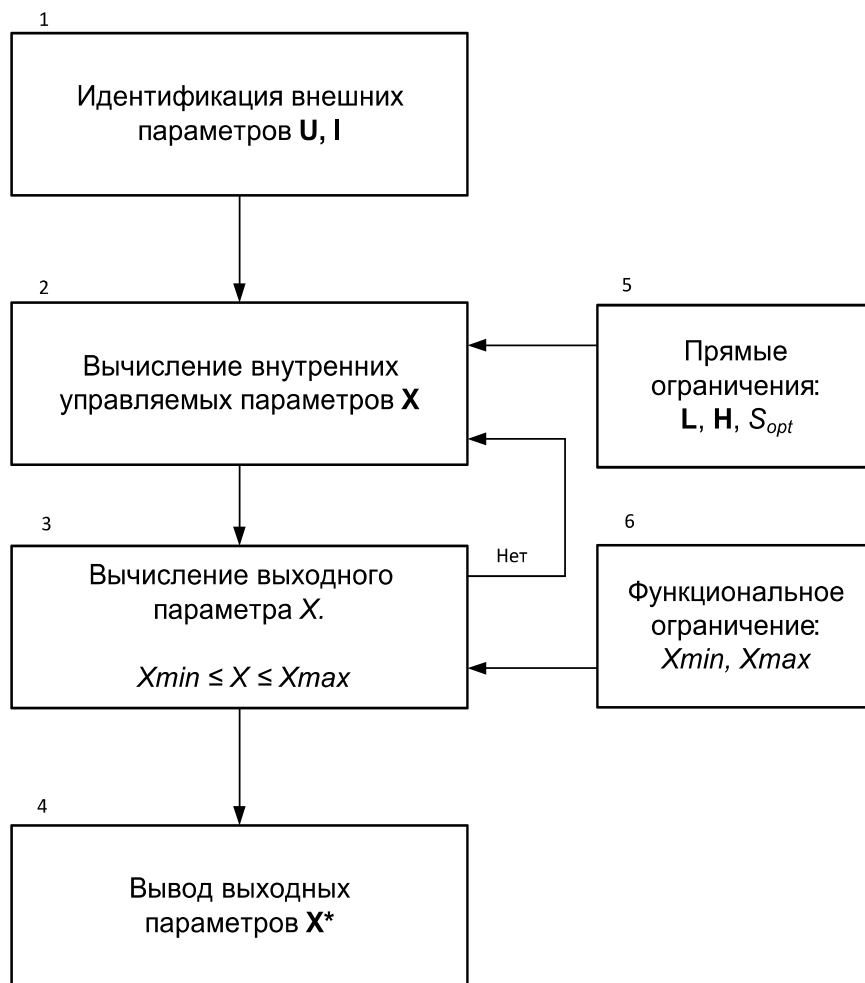 1
Идентификация внешних
параметров U, I
2
Вычисление внутренних
управляемых параметров X
5
Прямые
ограничения:
L, H, Sopt
3
Вычисление выходного
параметра X.
Xmin ≤ X ≤ Xmax
Нет
6
Функциональное
ограничение:
Xmin, Xmax
4
Вывод выходных
параметров X*